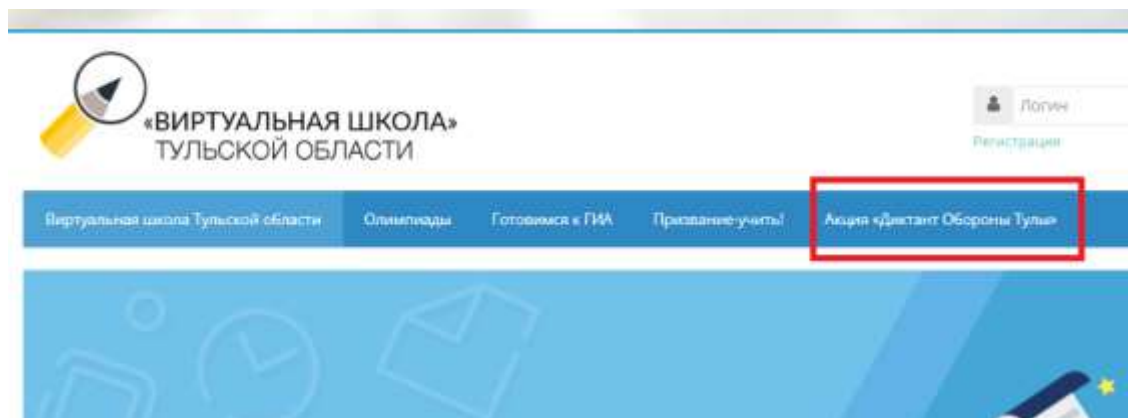 «ВИРТУАЛЬНАЯ ШКОЛА»
ТУЛЬСКОЙ ОБЛАСТИ
Логин
Регистрация
Виртуальная школа Тульской области Олимпиады Готовимся к ГИА Призвание-учить! Акция «Диктант Обороны Тулы»